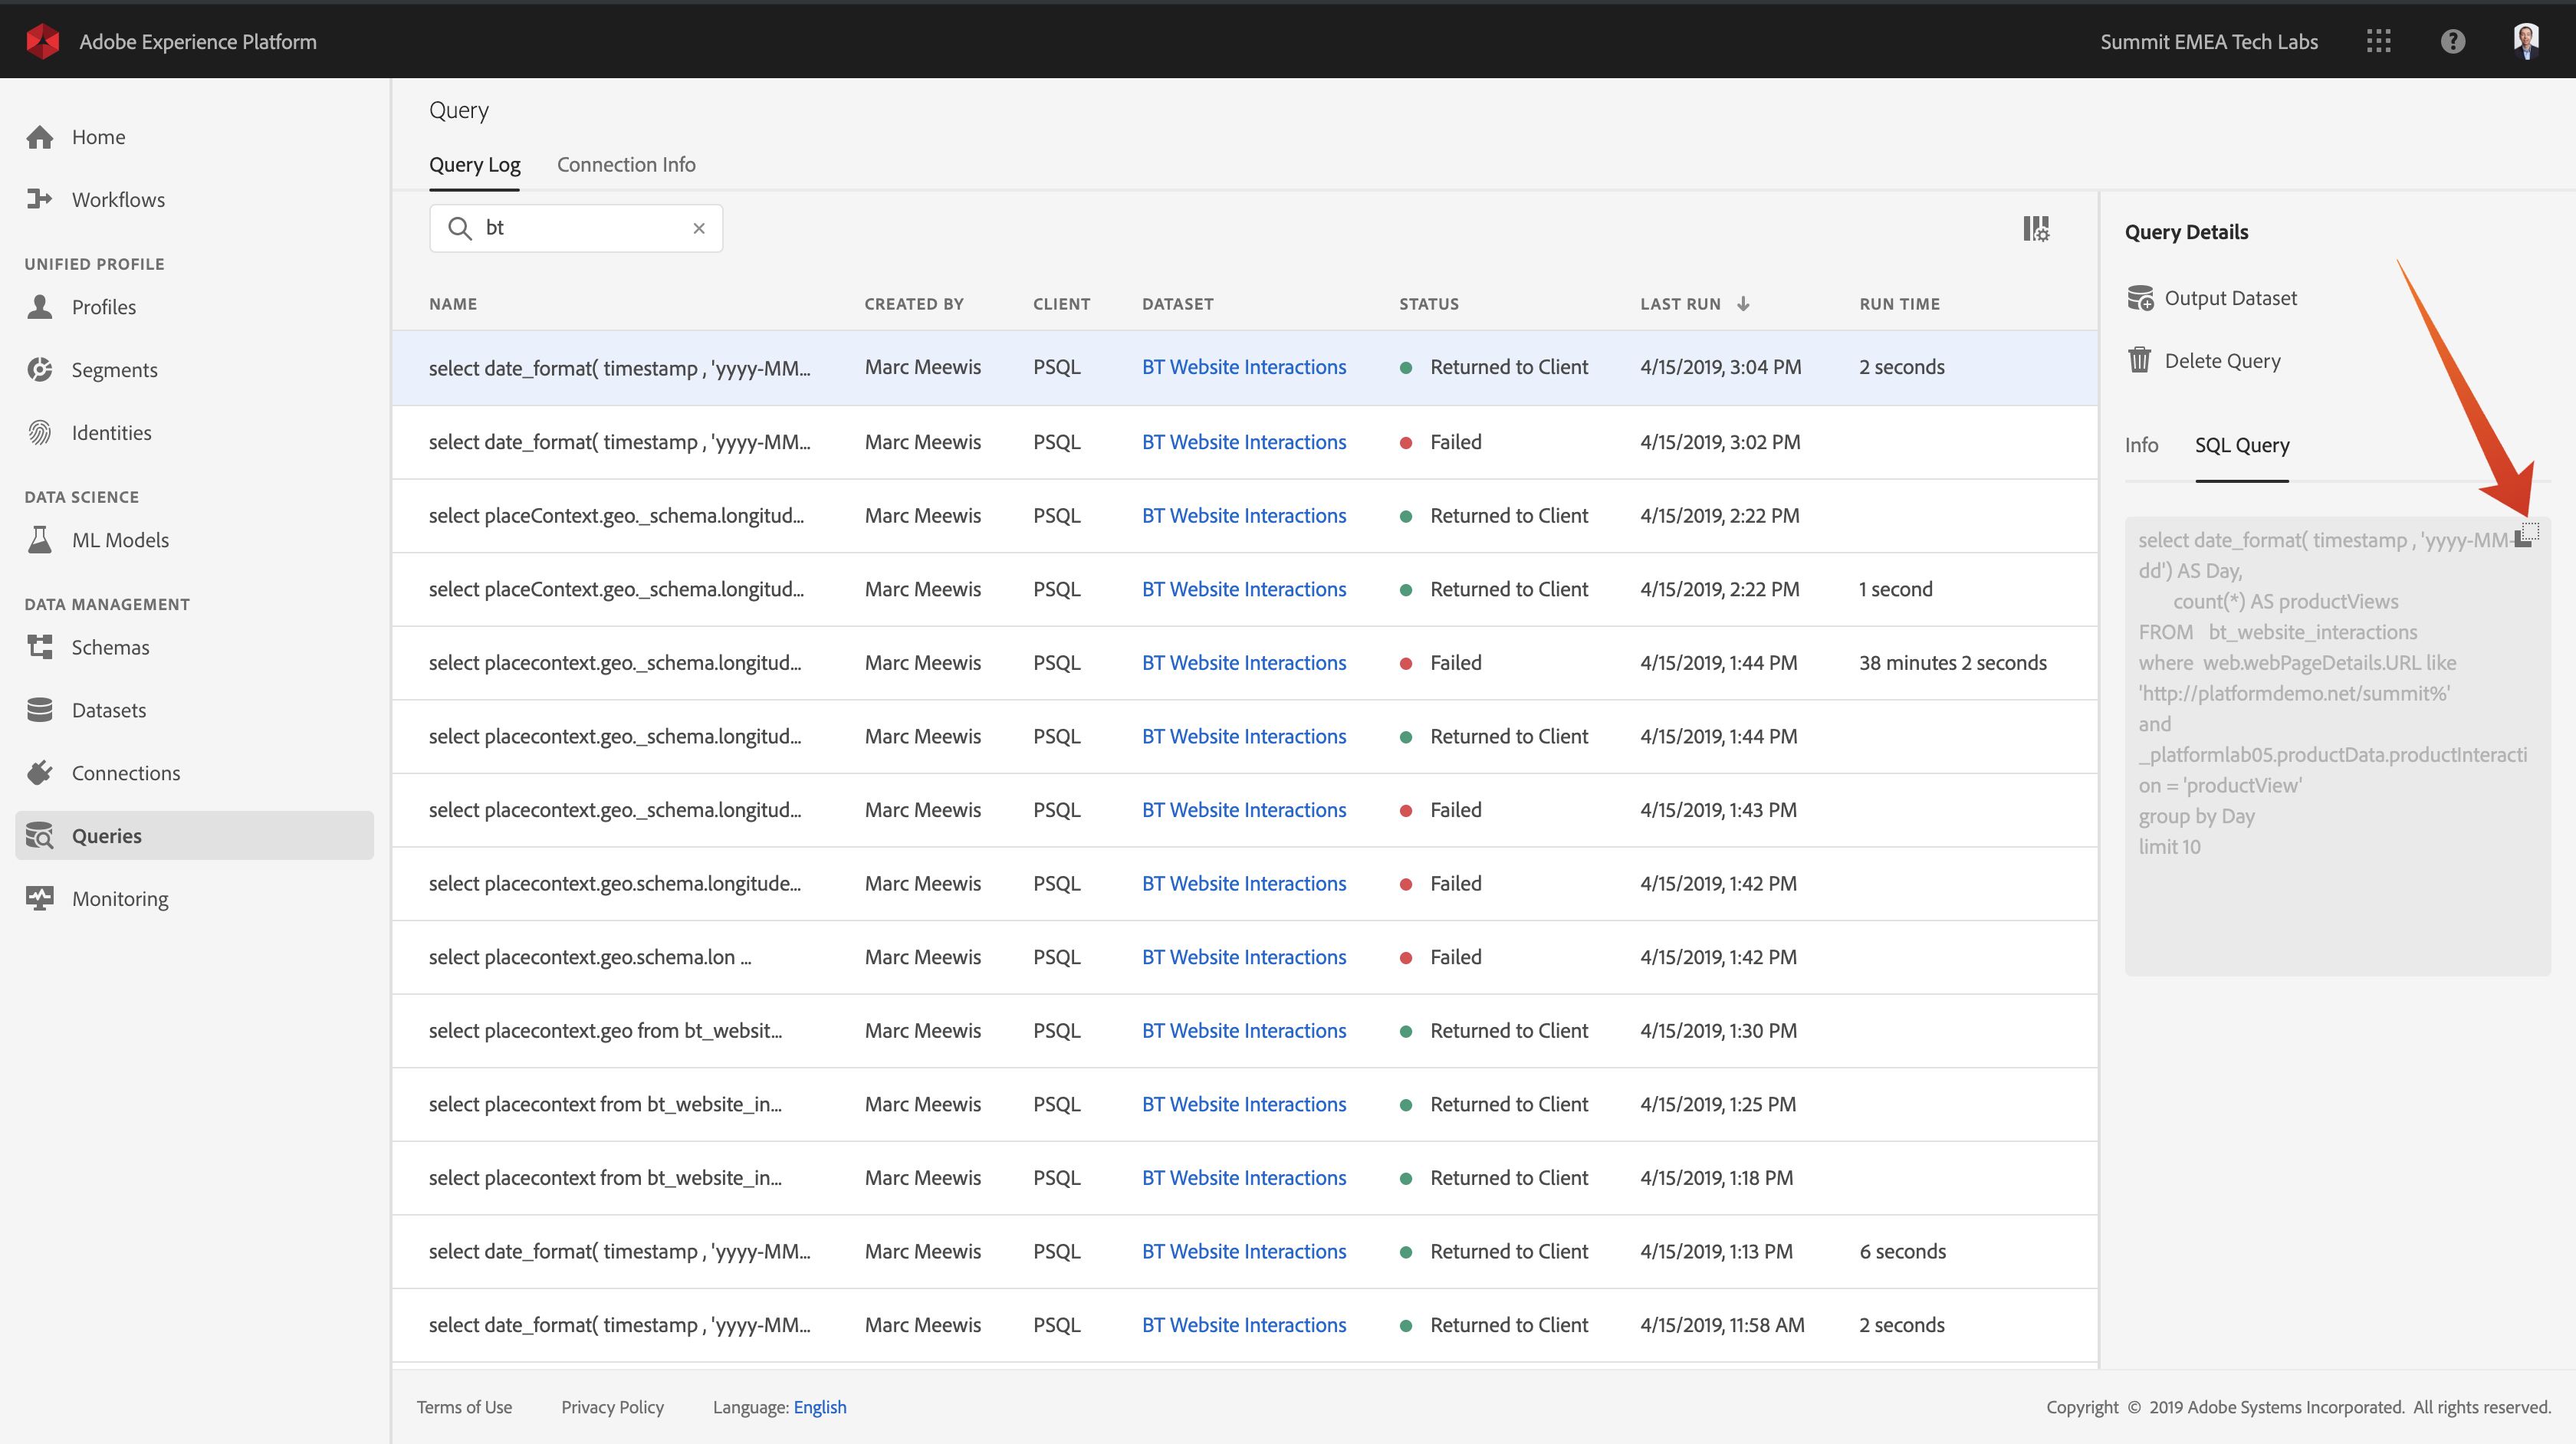 Adobe Experience Platform
Summit EMEA Tech Labs
Home
Workflows
UNIFIED PROFILE
Profiles
Segments
Identities
DATA SCIENCE
ML Models
DATA MANAGEMENT
Schemas
Datasets
Connections
Queries
Monitoring
Query
Query Log Connection Info
bt
NAME CREATED BY CLIENT DATASET STATUS LAST RUN RUN TIME
select date_format( timestamp , 'yyyy-MM... Marc Meewis PSQL BT Website Interactions Returned to Client 4/15/2019, 3:04 PM 2 seconds
select date_format( timestamp , 'yyyy-MM... Marc Meewis PSQL BT Website Interactions Failed 4/15/2019, 3:02 PM
select placeContext.geo._schema.longitud... Marc Meewis PSQL BT Website Interactions Returned to Client 4/15/2019, 2:22 PM
select placeContext.geo._schema.longitud... Marc Meewis PSQL BT Website Interactions Returned to Client 4/15/2019, 2:22 PM 1 second
select placecontext.geo._schema.longitud... Marc Meewis PSQL BT Website Interactions Failed 4/15/2019, 1:44 PM 38 minutes 2 seconds
select placecontext.geo._schema.longitud... Marc Meewis PSQL BT Website Interactions Returned to Client 4/15/2019, 1:44 PM
select placecontext.geo._schema.longitud... Marc Meewis PSQL BT Website Interactions Failed 4/15/2019, 1:43 PM
select placecontext.geo.schema.longitude... Marc Meewis PSQL BT Website Interactions Failed 4/15/2019, 1:42 PM
select placecontext.geo.schema.lon ... Marc Meewis PSQL BT Website Interactions Failed 4/15/2019, 1:42 PM
select placecontext.geo from bt_websit... Marc Meewis PSQL BT Website Interactions Returned to Client 4/15/2019, 1:30 PM
select placecontext from bt_website_in... Marc Meewis PSQL BT Website Interactions Returned to Client 4/15/2019, 1:25 PM
select placecontext from bt_website_in... Marc Meewis PSQL BT Website Interactions Returned to Client 4/15/2019, 1:18 PM
select date_format( timestamp , 'yyyy-MM... Marc Meewis PSQL BT Website Interactions Returned to Client 4/15/2019, 1:13 PM 6 seconds
select date_format( timestamp , 'yyyy-MM... Marc Meewis PSQL BT Website Interactions Returned to Client 4/15/2019, 11:58 AM 2 seconds
Query Details
Output Dataset
Delete Query
Info SQL Query
select date_format( timestamp , 'yyyy-MM-
dd') AS Day,
count(*) AS productViews
FROM bt_website_interactions
where web.webPageDetails.URL like
'http://platformdemo.net/summit%'
and
_platformlab05.productData.productInteracti
on = 'productView'
group by Day
limit 10
Terms of Use Privacy Policy Language: English
Copyright © 2019 Adobe Systems Incorporated. All rights reserved.